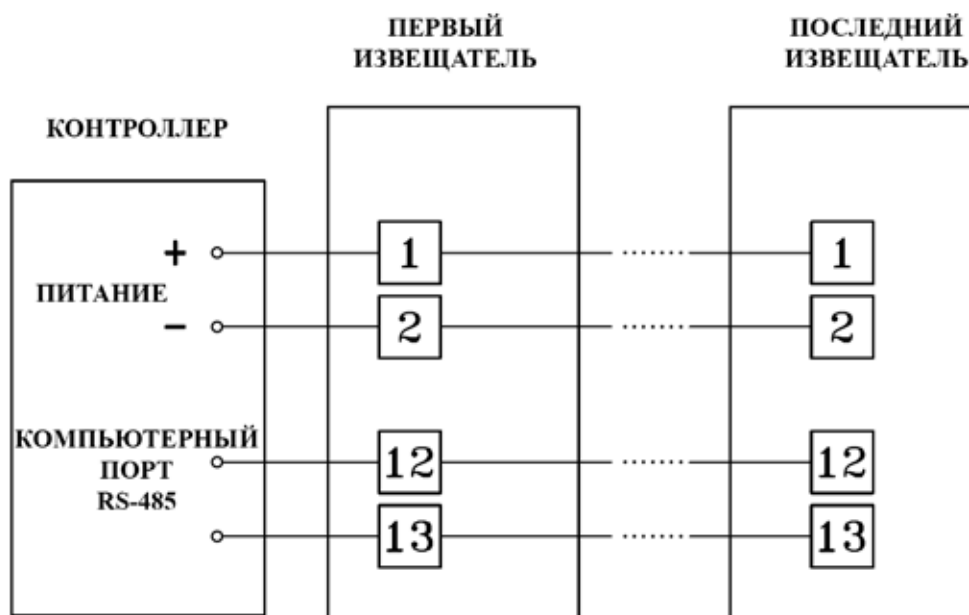 ПЕРВЫЙ
ИЗВЕЩАТЕЛЬ
ПОСЛЕДНИЙ
ИЗВЕЩАТЕЛЬ
КОНТРОЛЛЕР
+
ПИТАНИЕ
-
1
2
1
2
КОМПЬЮТЕРНЫЙ
ПОРТ
RS-485
12
13
12
13